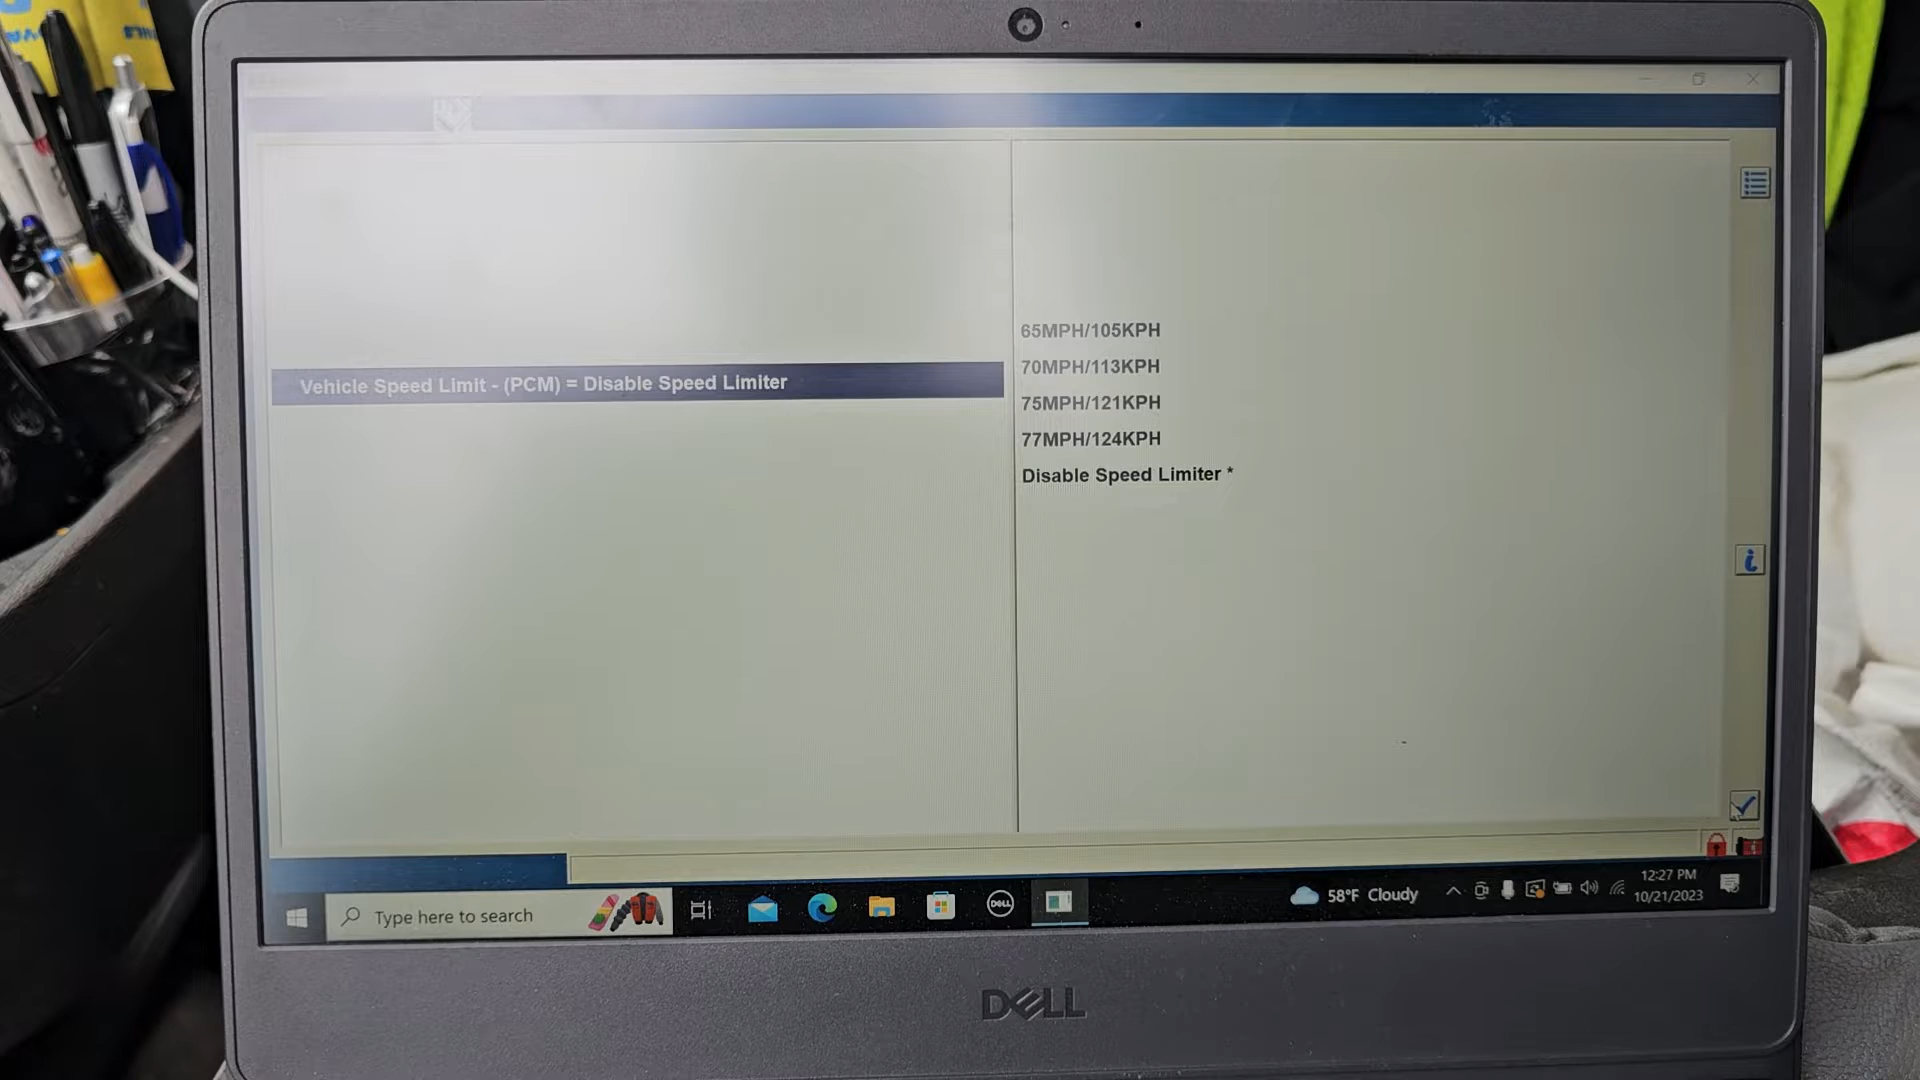 65MPH/105KPH
70MPH/113KPH
Vehicle Speed Limit - (PCM) = Disable Speed Limiter
75MPH/121KPH
77MPH/124KPH
Disable Speed Limiter *
Type here to search
DELL
58°F Cloudy
12:27 PM
10/21/2023
DELL